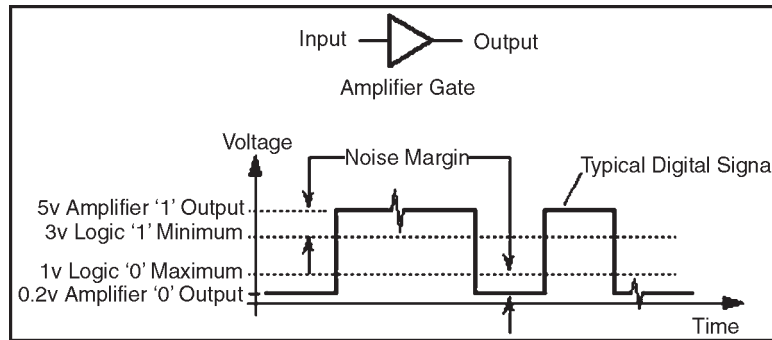 Input
Output
Amplifier Gate
Voltage
Noise Margin
Typical Digital Signa
5v Amplifier ‘1’ Output
3v Logic ‘1’ Minimum
1v Logic ‘0’ Maximum
0.2v Amplifier ‘0’ Output
Time